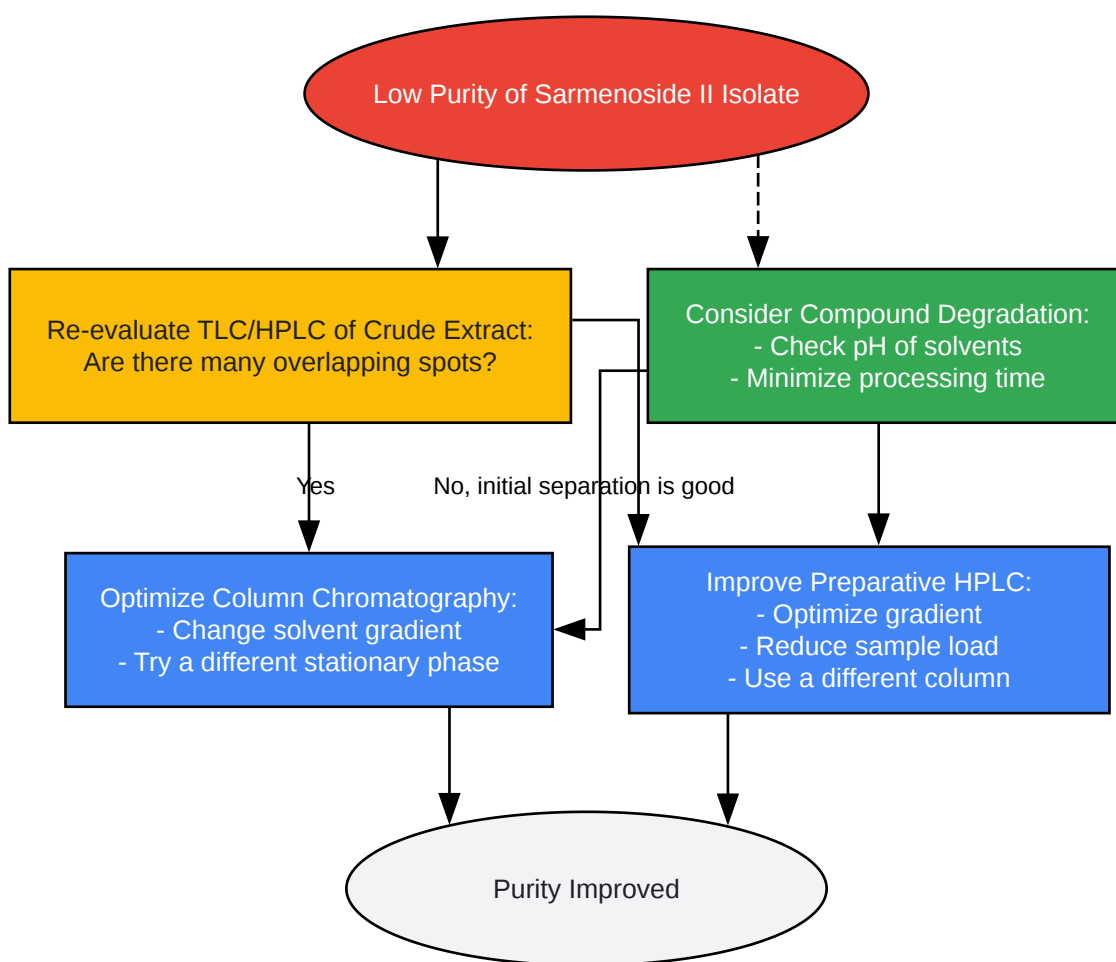 Low Purity of Sarmenoside II Isolate
Re-evaluate TLC/HPLC of Crude Extract:
Are there many overlapping spots?
Consider Compound Degradation:
- Check pH of solvents
- Minimize processing time
Yes
No, initial separation is good
Optimize Column Chromatography:
- Change solvent gradient
- Try a different stationary phase
Improve Preparative HPLC:
- Optimize gradient
- Reduce sample load
- Use a different column
Purity Improved